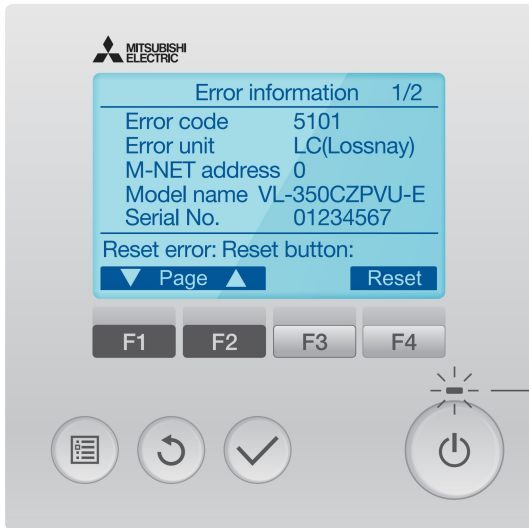 MITSUBISHI
ELECTRIC
Error information 1/2
Error code 5101
Error unit LC(Lossnay)
M-NET address 0
Model name VL-350CZPVU-E
Serial No. 01234567
Reset error: Reset button:
▼ Page ▲ Reset
F1 F2 F3 F4